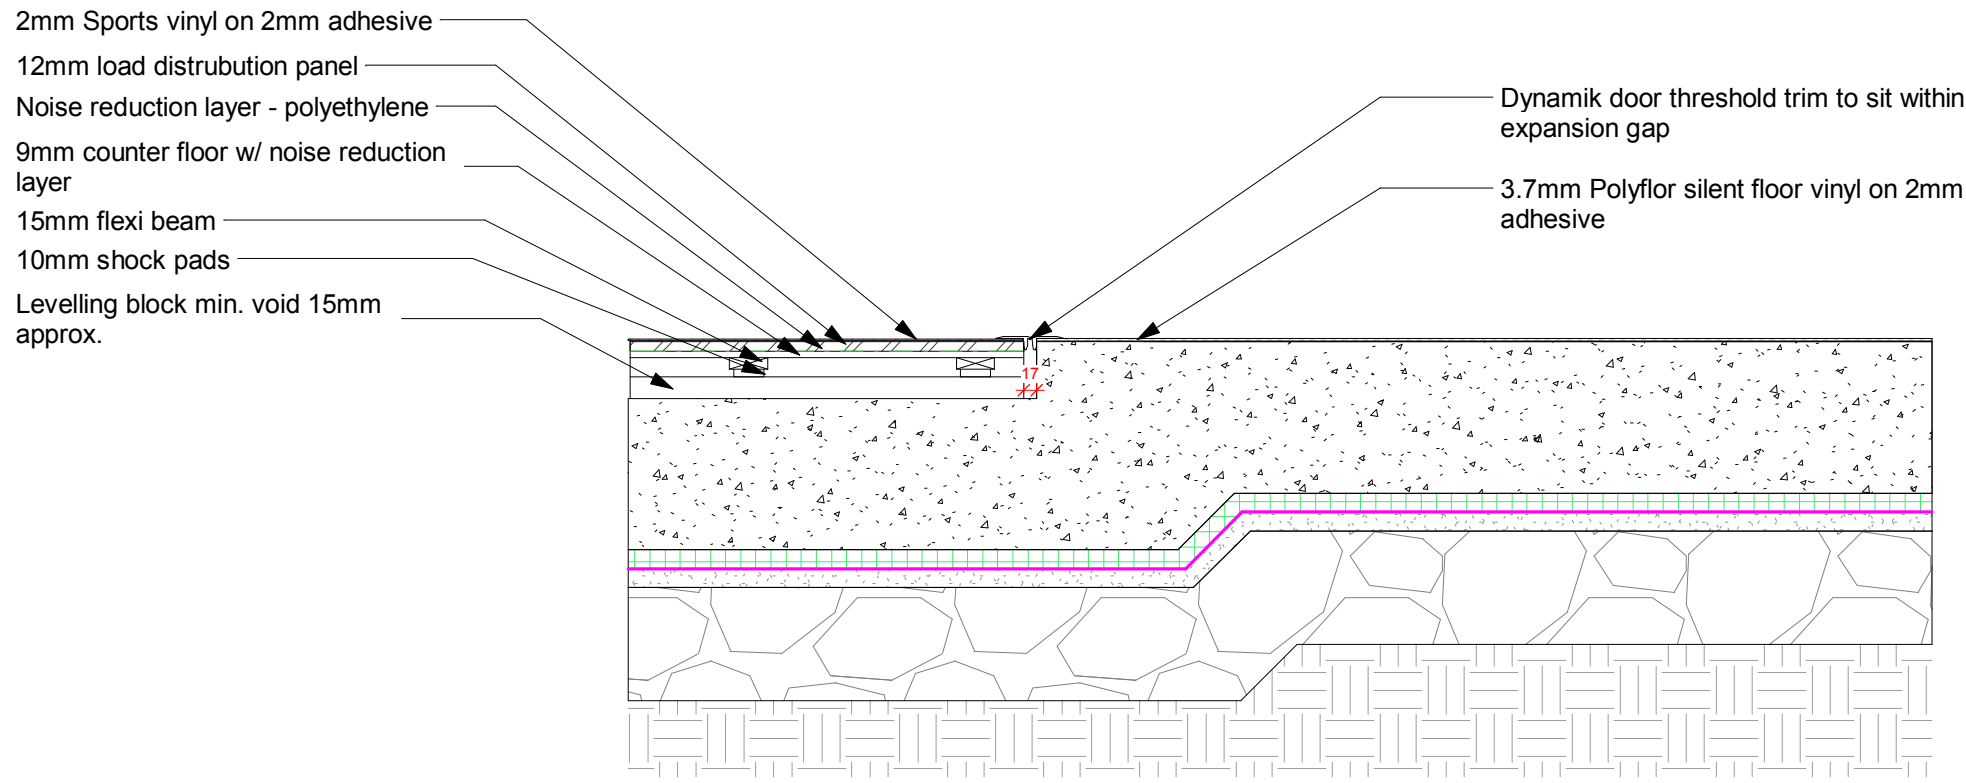 2mm Sports vinyl on 2mm adhesive
12mm load distrubution panel
Noise reduction layer - polyethylene
9mm counter floor w/ noise reduction
layer
15mm flexi beam
10mm shock pads
Levelling block min. void 15mm
approx.
Dynamik door threshold trim to sit within
expansion gap
3.7mm Polyflor silent floor vinyl on 2mm
adhesive
17